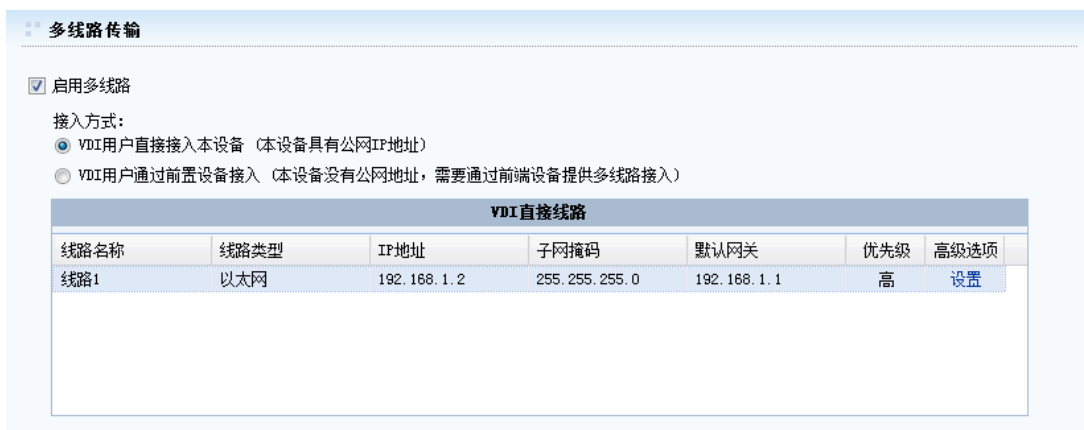 多线路传输
启用多线路
接入方式:
VDI用户直接接入本设备（本设备具有公网IP地址）
VDI用户通过前置设备接入（本设备没有公网地址，需要通过前端设备提供多线路接入）
VDI直接线路
线路名称 线路类型 IP地址 子网掩码 默认网关 优先级 高级选项
线路1 以太网 192.168.1.2 255.255.255.0 192.168.1.1 高 设置